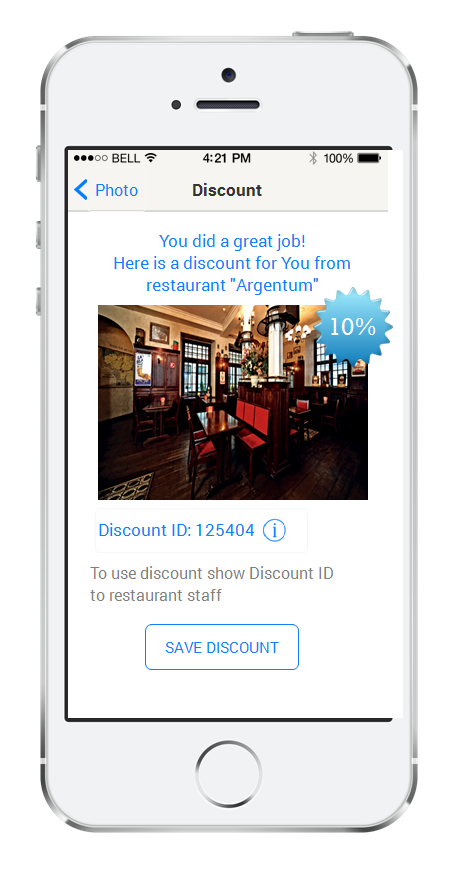 BELL 4:21 PM 100%
Photo Discount
You did a great job!
Here is a discount for You from
restaurant "Argentum"
10%
Discount ID: 125404 i
To use discount show Discount ID
to restaurant staff
SAVE DISCOUNT